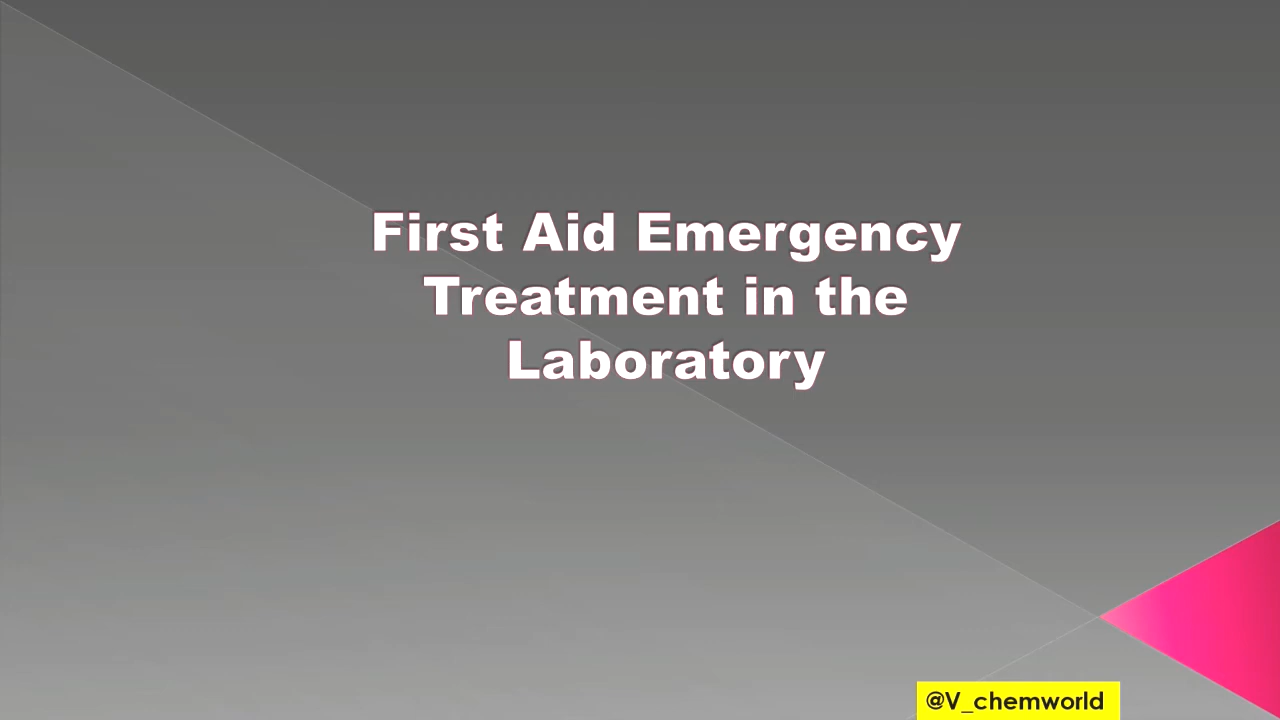 First Aid Emergency
Treatment in the
Laboratory
@V_chemworld